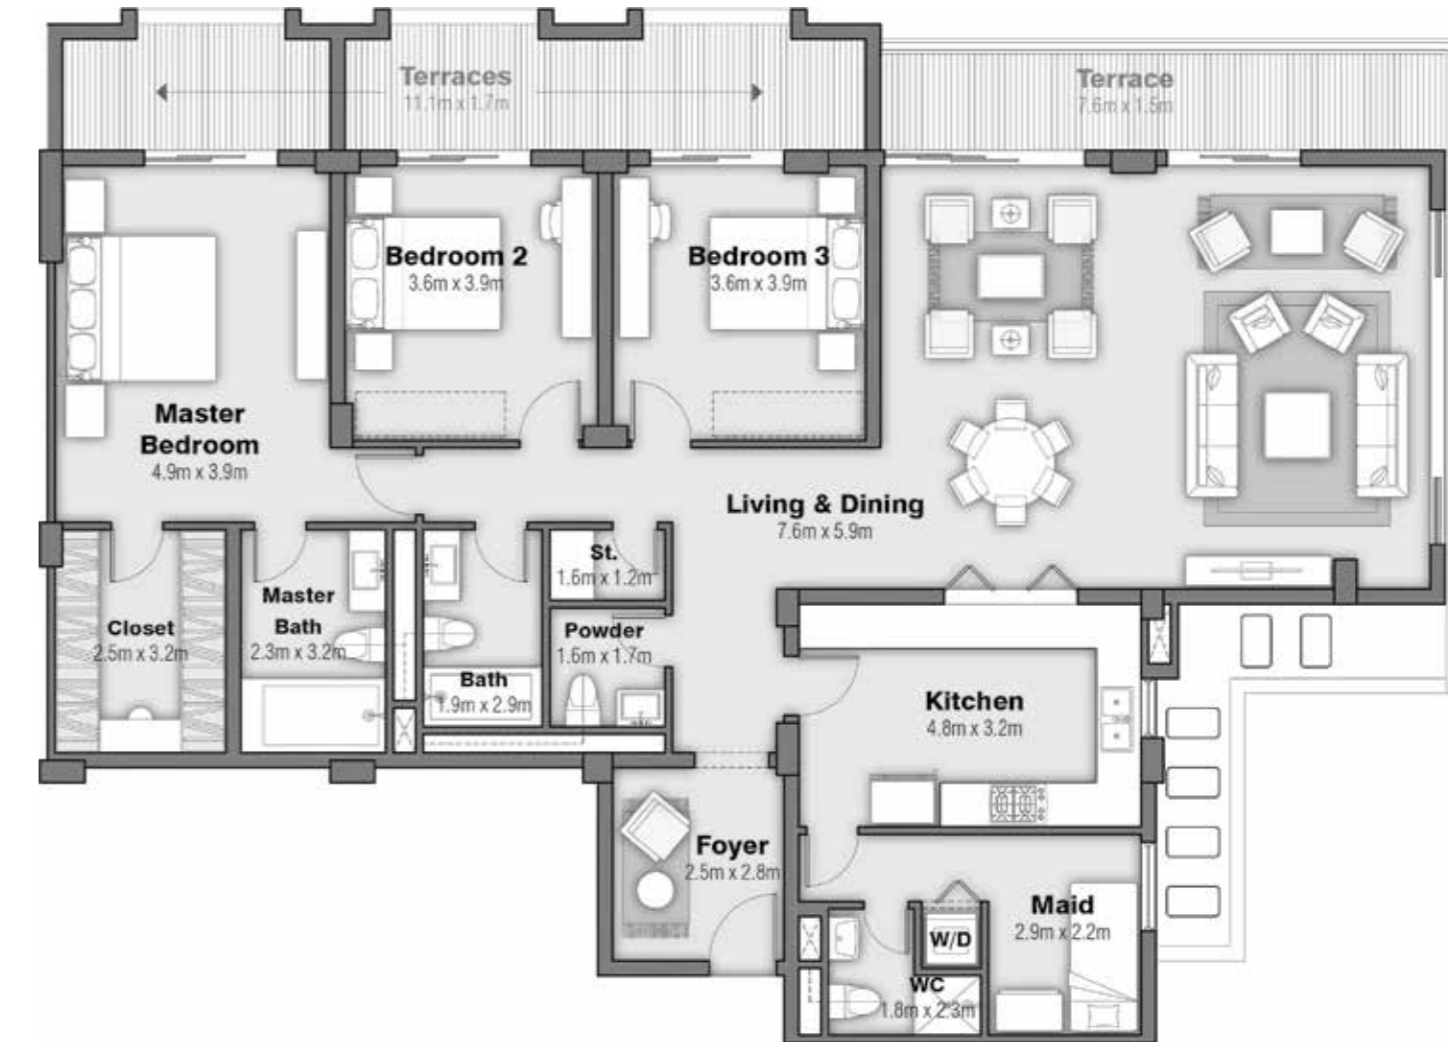 Terraces
11.1m x 1.7m
Terrace
7.6m x 1.5m
Bedroom 2
3.6m x 3.9m
Bedroom 3
3.6m x 3.9m
Master
Bedroom
4.9m x 3.9m
Living & Dining
7.6m x 5.9m
St.
1.6m x 1.2m
Master
Bath
2.3m x 3.2m
Closet
2.5m x 3.2m
Powder
1.6m x 1.7m
Bath
1.9m x 2.9m
Kitchen
4.8m x 3.2m
Foyer
2.5m x 2.8m
Maid
2.9m x 2.2m
W/D
WC
1.8m x 2.3m